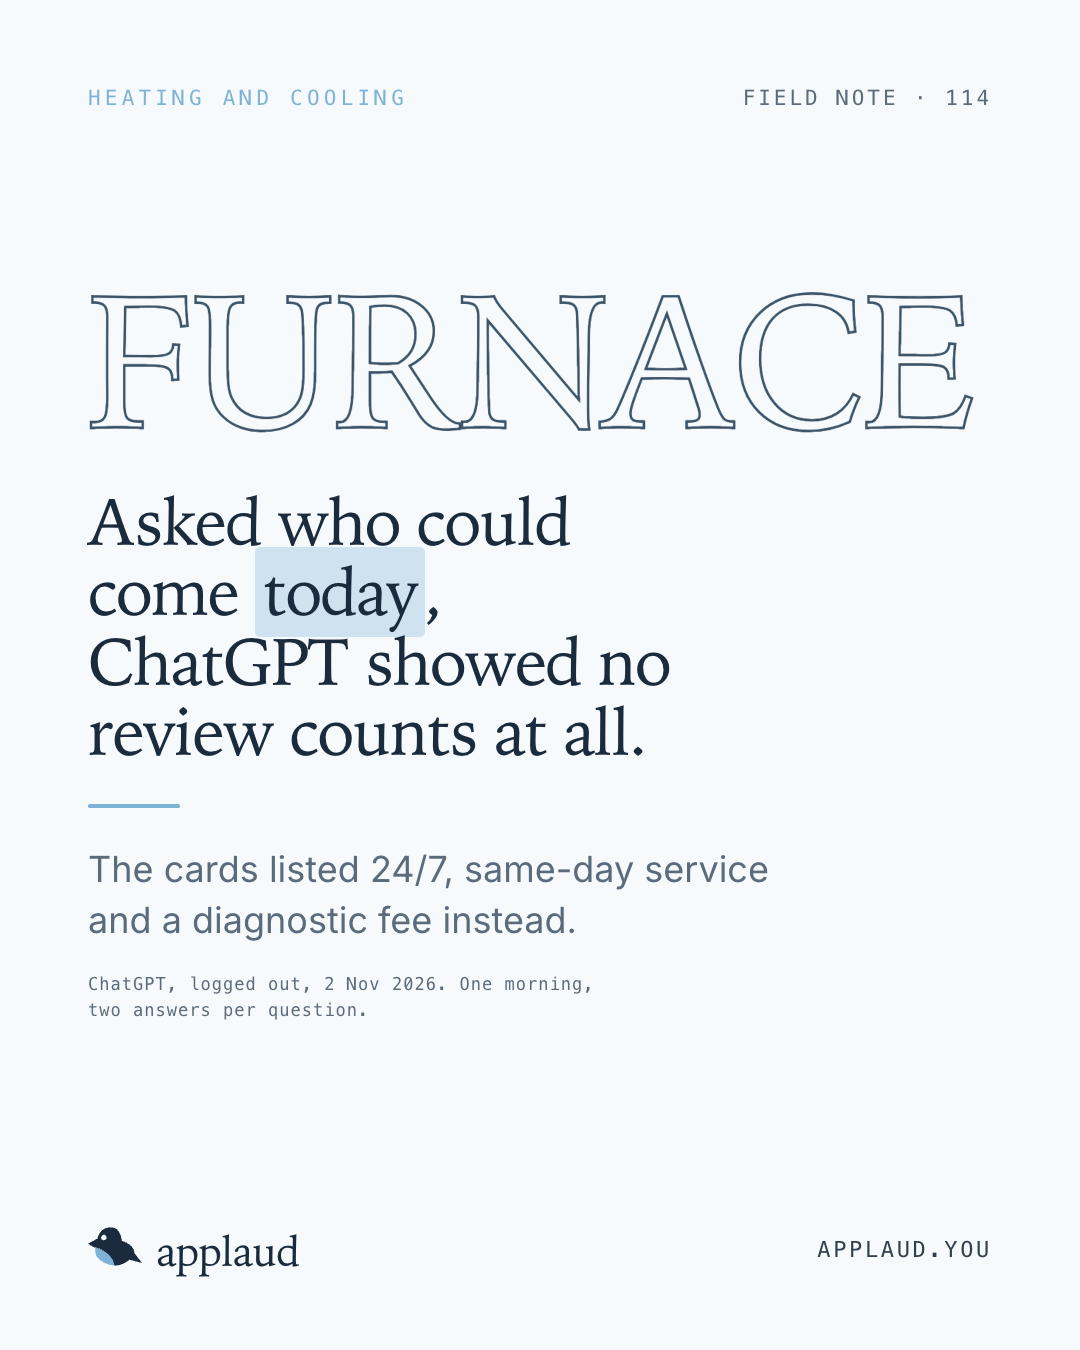 HEATING AND COOLING
FIELD NOTE · 114
FURNACE
Asked who could
come today,
ChatGPT showed no
review counts at all.
The cards listed 24/7, same-day service
and a diagnostic fee instead.
ChatGPT, logged out, 2 Nov 2026. One morning,
two answers per question.
applaud
APPLAUD.YOU